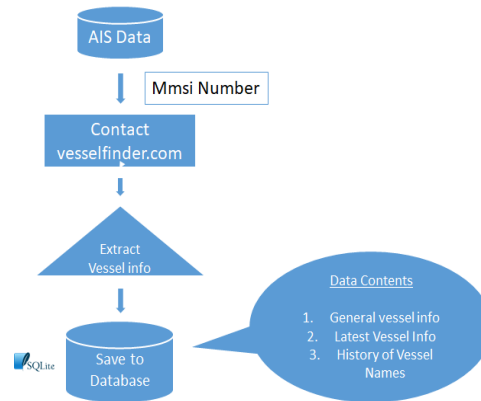 AIS Data
Mmsi Number
Contact
vesselfinder.com
Extract
Vessel info
Data Contents
1. General vessel info
2. Latest Vessel Info
3. History of Vessel
Names
SQLite
Save to
Database